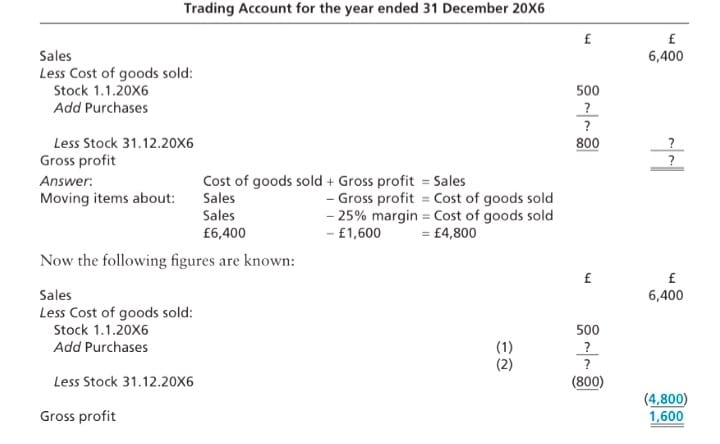 Trading Account for the year ended 31 December 20X6
£ £
Sales 6,400
Less Cost of goods sold:
Stock 1.1.20X6 500
Add Purchases ?
?
Less Stock 31.12.20X6 800 ?
Gross profit ?
Answer: Cost of goods sold + Gross profit = Sales
Moving items about: Sales – Gross profit = Cost of goods sold
Sales – 25% margin = Cost of goods sold
£6,400 – £1,600 = £4,800
Now the following figures are known:
£ £
Sales 6,400
Less Cost of goods sold:
Stock 1.1.20X6 500
Add Purchases (1) ?
(2) ?
Less Stock 31.12.20X6 (800)
(4,800)
Gross profit 1,600